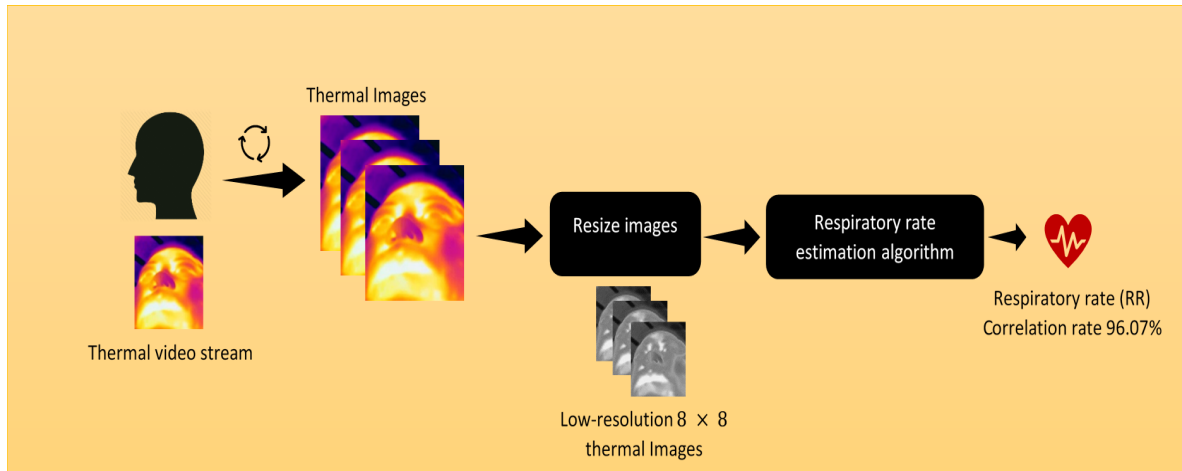 Thermal Images
Thermal video stream
Resize images
Low-resolution 8 × 8
thermal Images
Respiratory rate
estimation algorithm
Respiratory rate (RR)
Correlation rate 96.07%